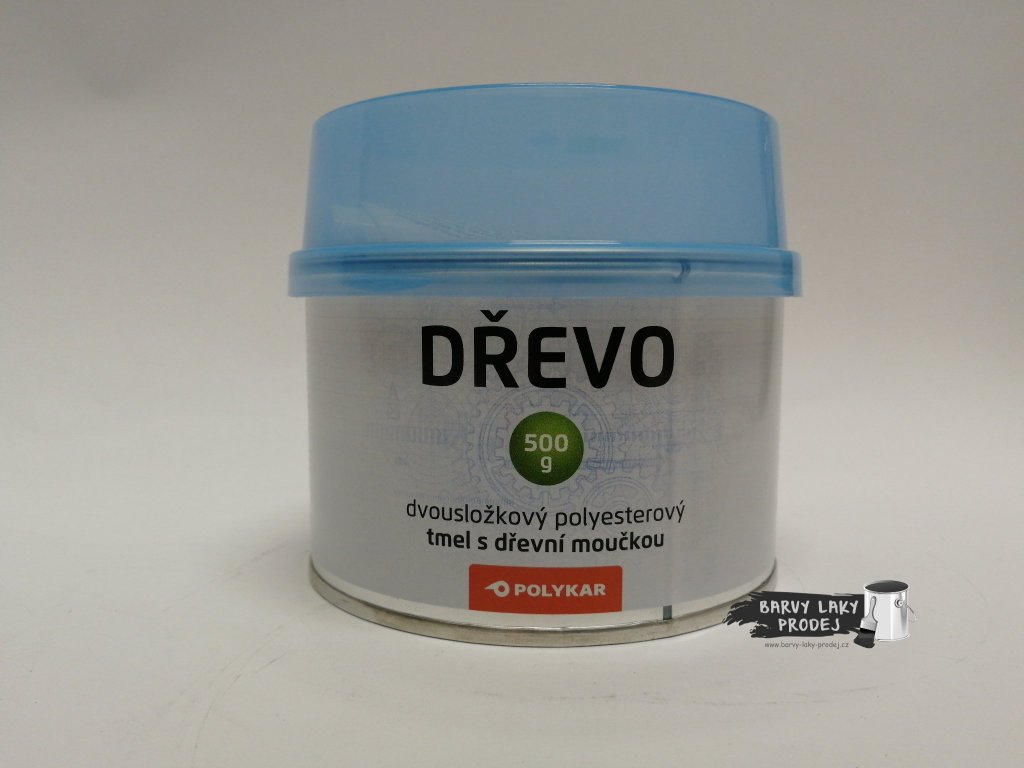 DŘEVO
500
g
dvousložkový polyesterový
tmel s dřevní moučkou
POLYKAR
BARVY LAKY
PRODEJ
www.barvy-laky-prodej.cz